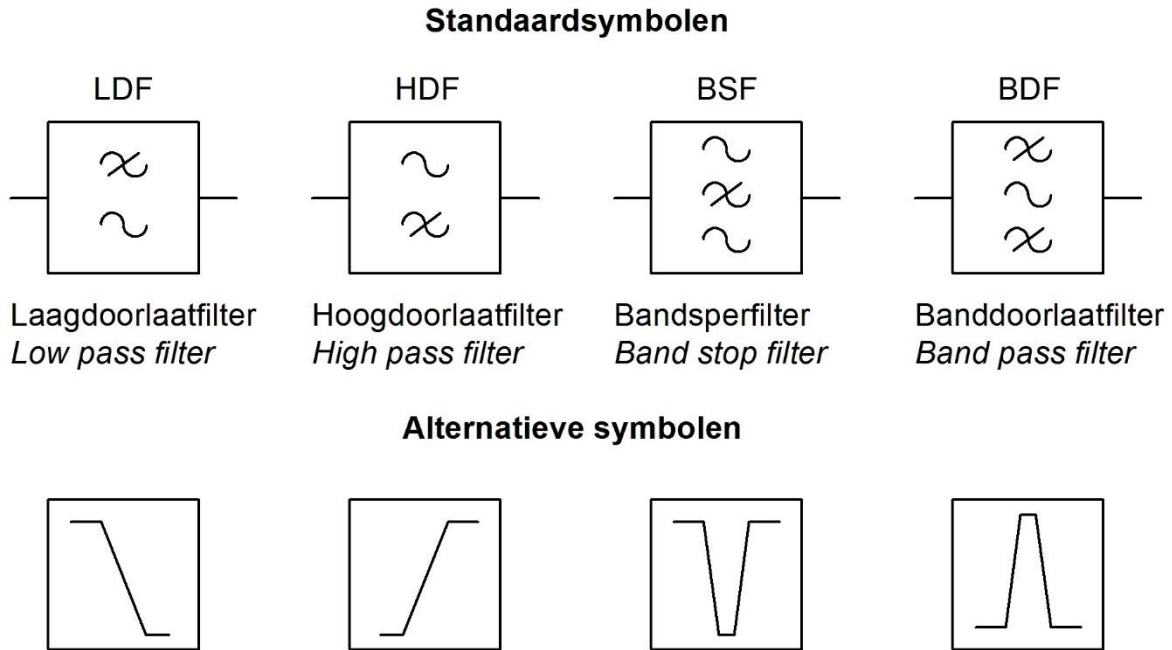 Standaardsymbolen
LDF
HDF
BSF
BDF
Laagdoorlaatfilter
Low pass filter
Hoogdoorlaatfilter
High pass filter
Bandsperfilter
Band stop filter
Banddoorlaatfilter
Band pass filter
Alternatieve symbolen